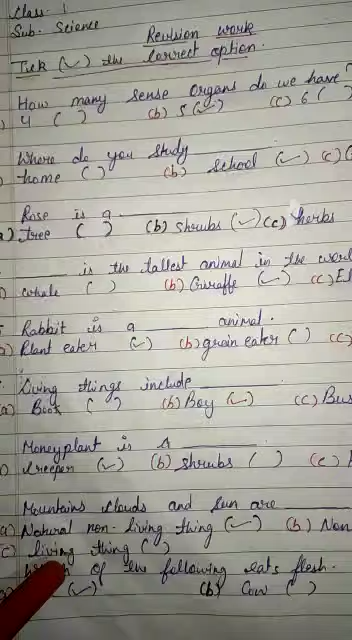 Class. 1
Sub. Science
Revision work
Tick (✓) the correct option.
How many sense organs do we have?
4 ( ) (b) 5 (✓) (c) 6 ( )
Where do you study
home ( ) (b) school (✓) (c)
Rose is a
a) tree ( ) (b) shrubs (✓) (c) herbs
is the tallest animal in the
whale ( ) (b) Giraffe (✓) (c)
Rabbit is a animal.
Plant eater (✓) (b) grain eater ( ) (c)
Living things include
(a) Book ( ) (b) Boy (✓) (c) Bus
Moneyplant is A
creeper (✓) (b) shrubs ( ) (c)
Mountains clouds and sun are
(a) Natural non-living thing (✓) (b) Non
(c) living thing ( )
of the following eats flesh.
(✓) (b) Cow ( )